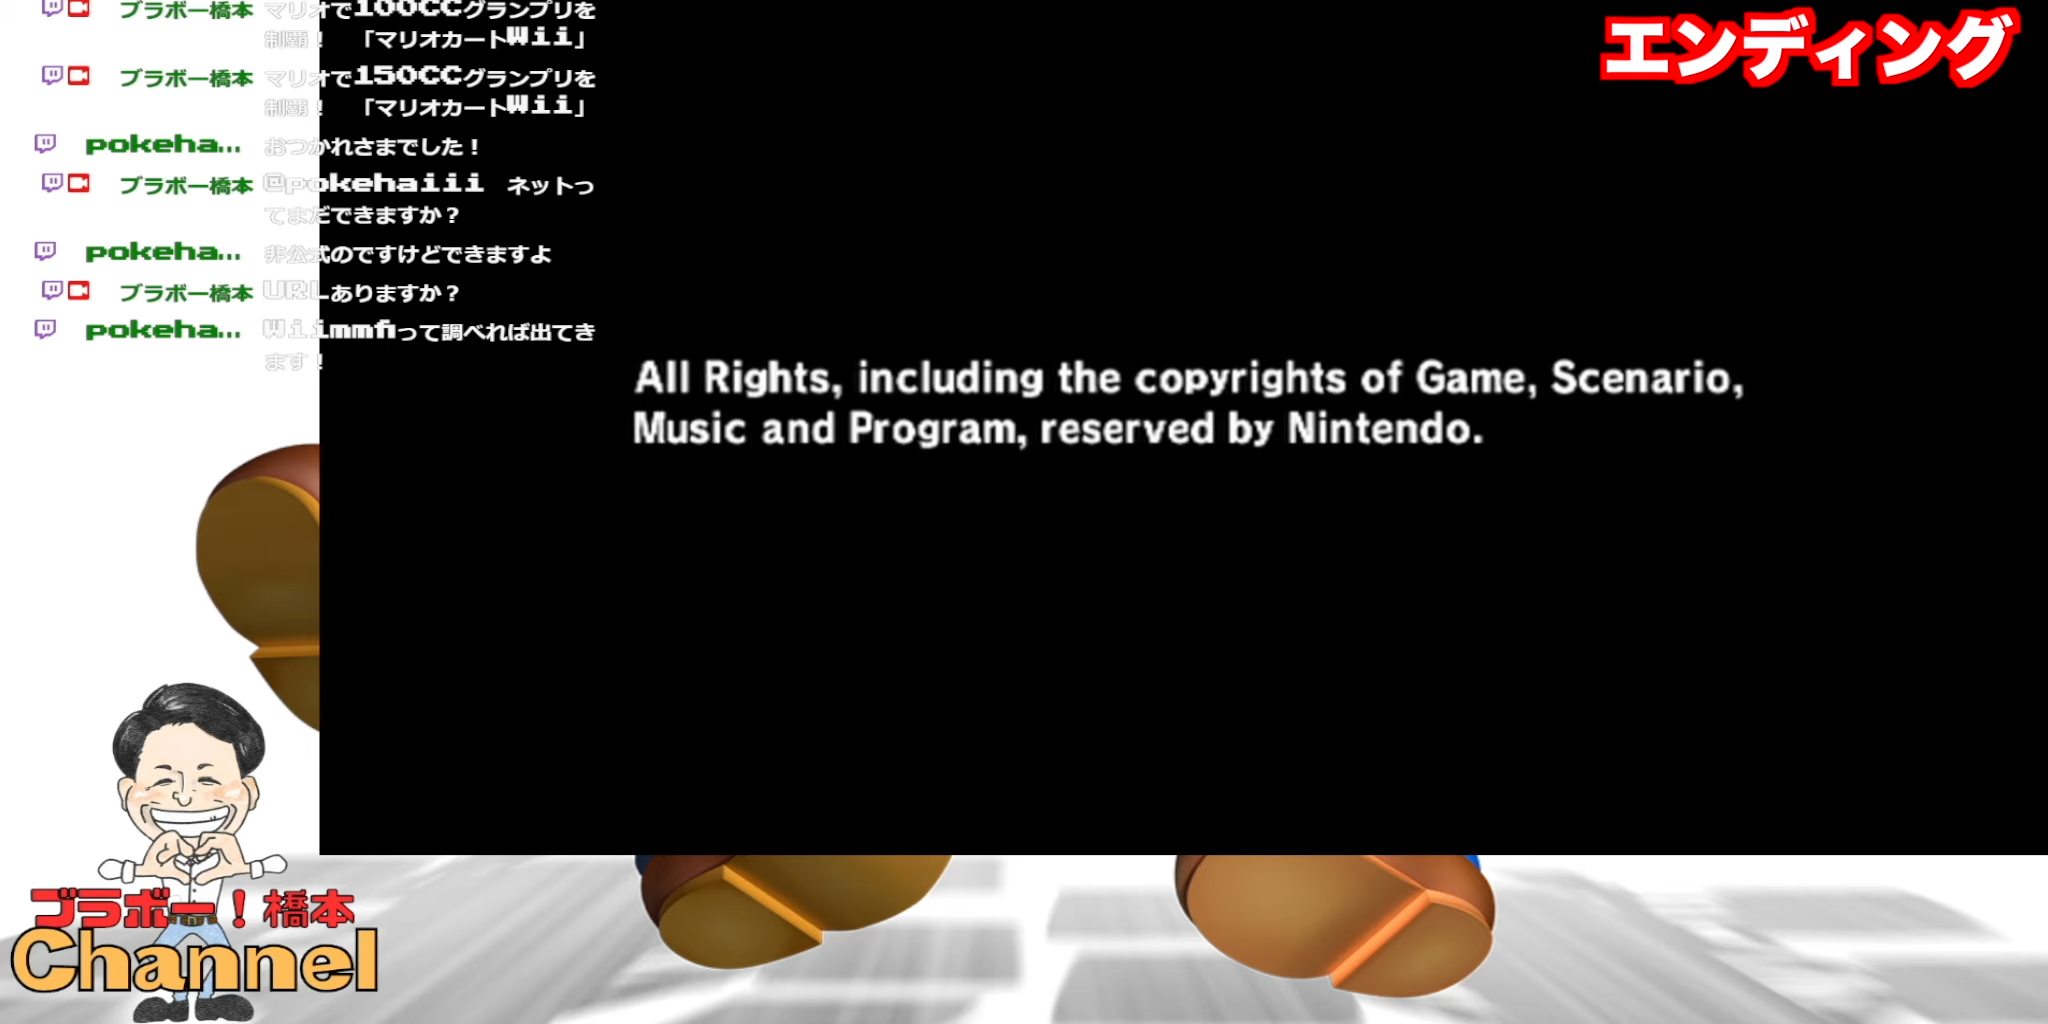 ブラボー橋本 マリオで100CCグランプリを
制覇！ 「マリオカートWii」
ブラボー橋本 マリオで150CCグランプリを
制覇！ 「マリオカートWii」
pokeha... おつかれさまでした！
ブラボー橋本 @pokehaiii ネットっ
てまだできますか？
pokeha... 非公式のですけどできますよ
ブラボー橋本 URLありますか？
pokeha... Wiimmfiって調べれば出てき
ます！
エンディング
All Rights, including the copyrights of Game, Scenario,
Music and Program, reserved by Nintendo.
ブラボー！橋本
Channel